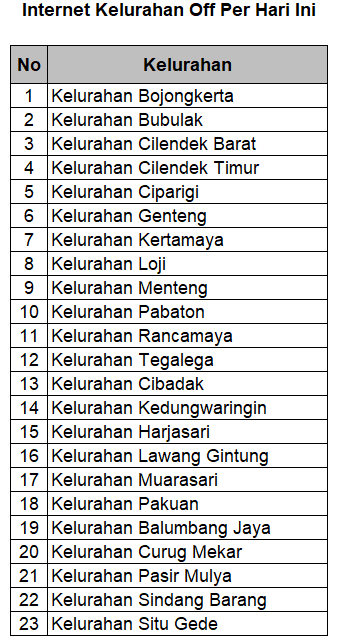 Internet Kelurahan Off Per Hari Ini
No Kelurahan
1 Kelurahan Bojongkerta
2 Kelurahan Bubulak
3 Kelurahan Cilendek Barat
4 Kelurahan Cilendek Timur
5 Kelurahan Ciparigi
6 Kelurahan Genteng
7 Kelurahan Kertamaya
8 Kelurahan Loji
9 Kelurahan Menteng
10 Kelurahan Pabaton
11 Kelurahan Rancamaya
12 Kelurahan Tegalega
13 Kelurahan Cibadak
14 Kelurahan Kedungwaringin
15 Kelurahan Harjasari
16 Kelurahan Lawang Gintung
17 Kelurahan Muarasari
18 Kelurahan Pakuan
19 Kelurahan Balumbang Jaya
20 Kelurahan Curug Mekar
21 Kelurahan Pasir Mulya
22 Kelurahan Sindang Barang
23 Kelurahan Situ Gede